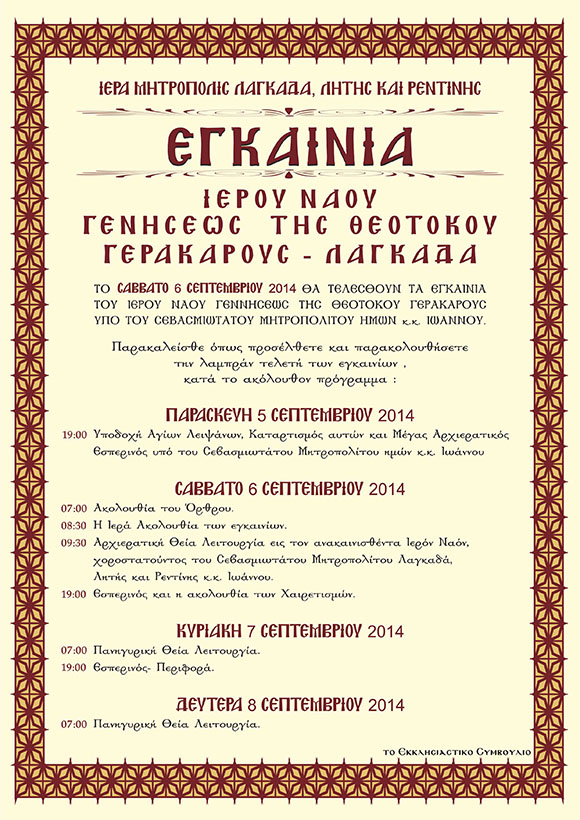 ΙΕΡΑ ΜΗΤΡΟΠΟΛΙΣ ΛΑΓΚΑΔΑ, ΛΗΤΗΣ ΚΑΙ ΡΕΝΤΙΝΗΣ
ΕΓΚΑΙΝΙΑ
ΙΕΡΟΥ ΝΑΟΥ
ΓΕΝΗΣΕΩΣ ΤΗΣ ΘΕΟΤΟΚΟΥ
ΓΕΡΑΚΑΡΟΥΣ - ΛΑΓΚΑΔΑ
ΤΟ ΣΑΒΒΑΤΟ 6 ΣΕΠΤΕΜΒΡΙΟΥ 2014 ΘΑ ΤΕΛΕΣΘΟΥΝ ΤΑ ΕΓΚΑΙΝΙΑ
ΤΟΥ ΙΕΡΟΥ ΝΑΟΥ ΓΕΝΝΗΣΕΩΣ ΤΗΣ ΘΕΟΤΟΚΟΥ ΓΕΡΑΚΑΡΟΥΣ
ΥΠΟ ΤΟΥ ΣΕΒΑΣΜΙΩΤΑΤΟΥ ΜΗΤΡΟΠΟΛΙΤΟΥ ΗΜΩΝ κ.κ. ΙΩΑΝΝΟΥ.
Παρακαλείσθε όπως προσέλθετε και παρακολουθήσετε
την λαμπράν τελετή των εγκαινίων ,
κατά το ακόλουθον πρόγραμμα :
ΠΑΡΑΣΚΕΥΗ 5 ΣΕΠΤΕΜΒΡΙΟΥ 2014
19:00 Υποδοχή Αγίων Λειψάνων, Καταρτισμός αυτών και Μέγας Αρχιερατικός
Εσπερινός υπό του Σεβασμιωτάτου Μητροπολίτου ημών κ.κ. Ιωάννου
ΣΑΒΒΑΤΟ 6 ΣΕΠΤΕΜΒΡΙΟΥ 2014
07:00 Ακολουθία του Όρθρου.
08:30 Η Ιερά Ακολουθία των εγκαινίων.
09:30 Αρχιερατική Θεία Λειτουργία εις τον ανακαινισθέντα Ιερόν Ναόν,
χοροστατούντος του Σεβασμιωτάτου Μητροπολίτου Λαγκαδά,
Λητής και Ρεντίνης κ.κ. Ιωάννου.
19:00 Εσπερινός και η ακολουθία των Χαιρετισμών.
ΚΥΡΙΑΚΗ 7 ΣΕΠΤΕΜΒΡΙΟΥ 2014
07:00 Πανηγυρική Θεία Λειτουργία.
19:00 Εσπερινός- Περιφορά.
ΔΕΥΤΕΡΑ 8 ΣΕΠΤΕΜΒΡΙΟΥ 2014
07:00 Πανηγυρική Θεία Λειτουργία.
το Εκκλησιαστικο Συμβουλιο